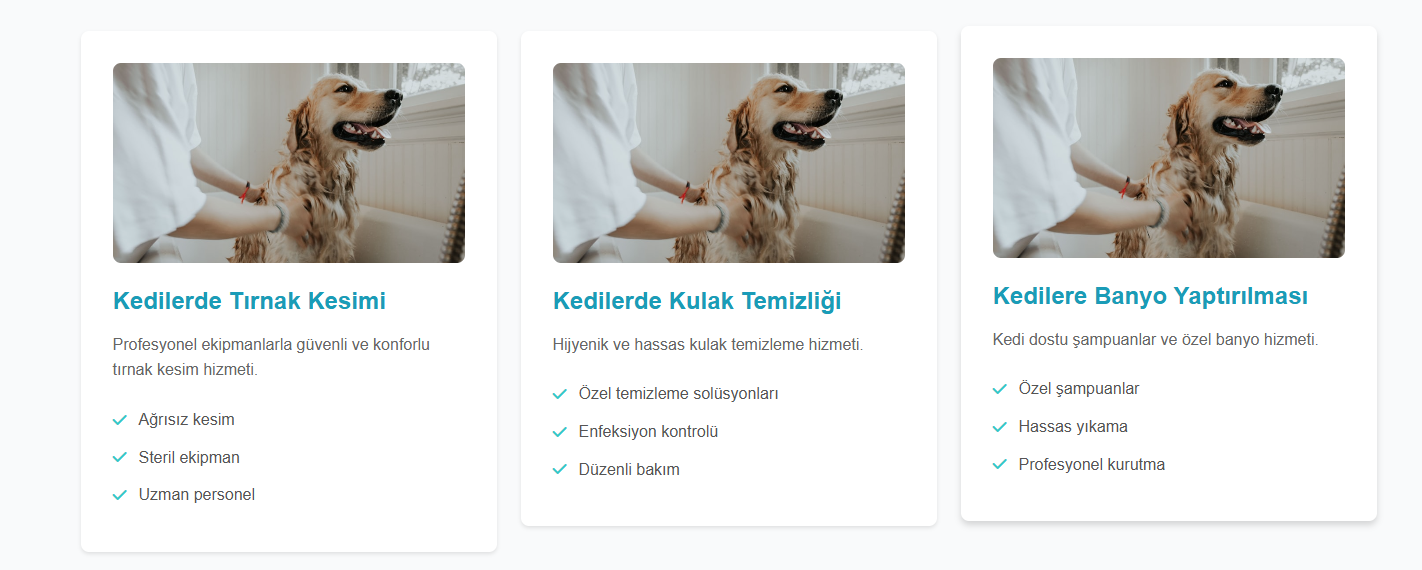 Kedilerde Tırnak Kesimi
Profesyonel ekipmanlarla güvenli ve konforlu
tırnak kesim hizmeti.
Ağrısız kesim
Steril ekipman
Uzman personel
Kedilerde Kulak Temizliği
Hijyenik ve hassas kulak temizleme hizmeti.
Özel temizleme solüsyonları
Enfeksiyon kontrolü
Düzenli bakım
Kedilere Banyo Yaptırılması
Kedi dostu şampuanlar ve özel banyo hizmeti.
Özel şampuanlar
Hassas yıkama
Profesyonel kurutma